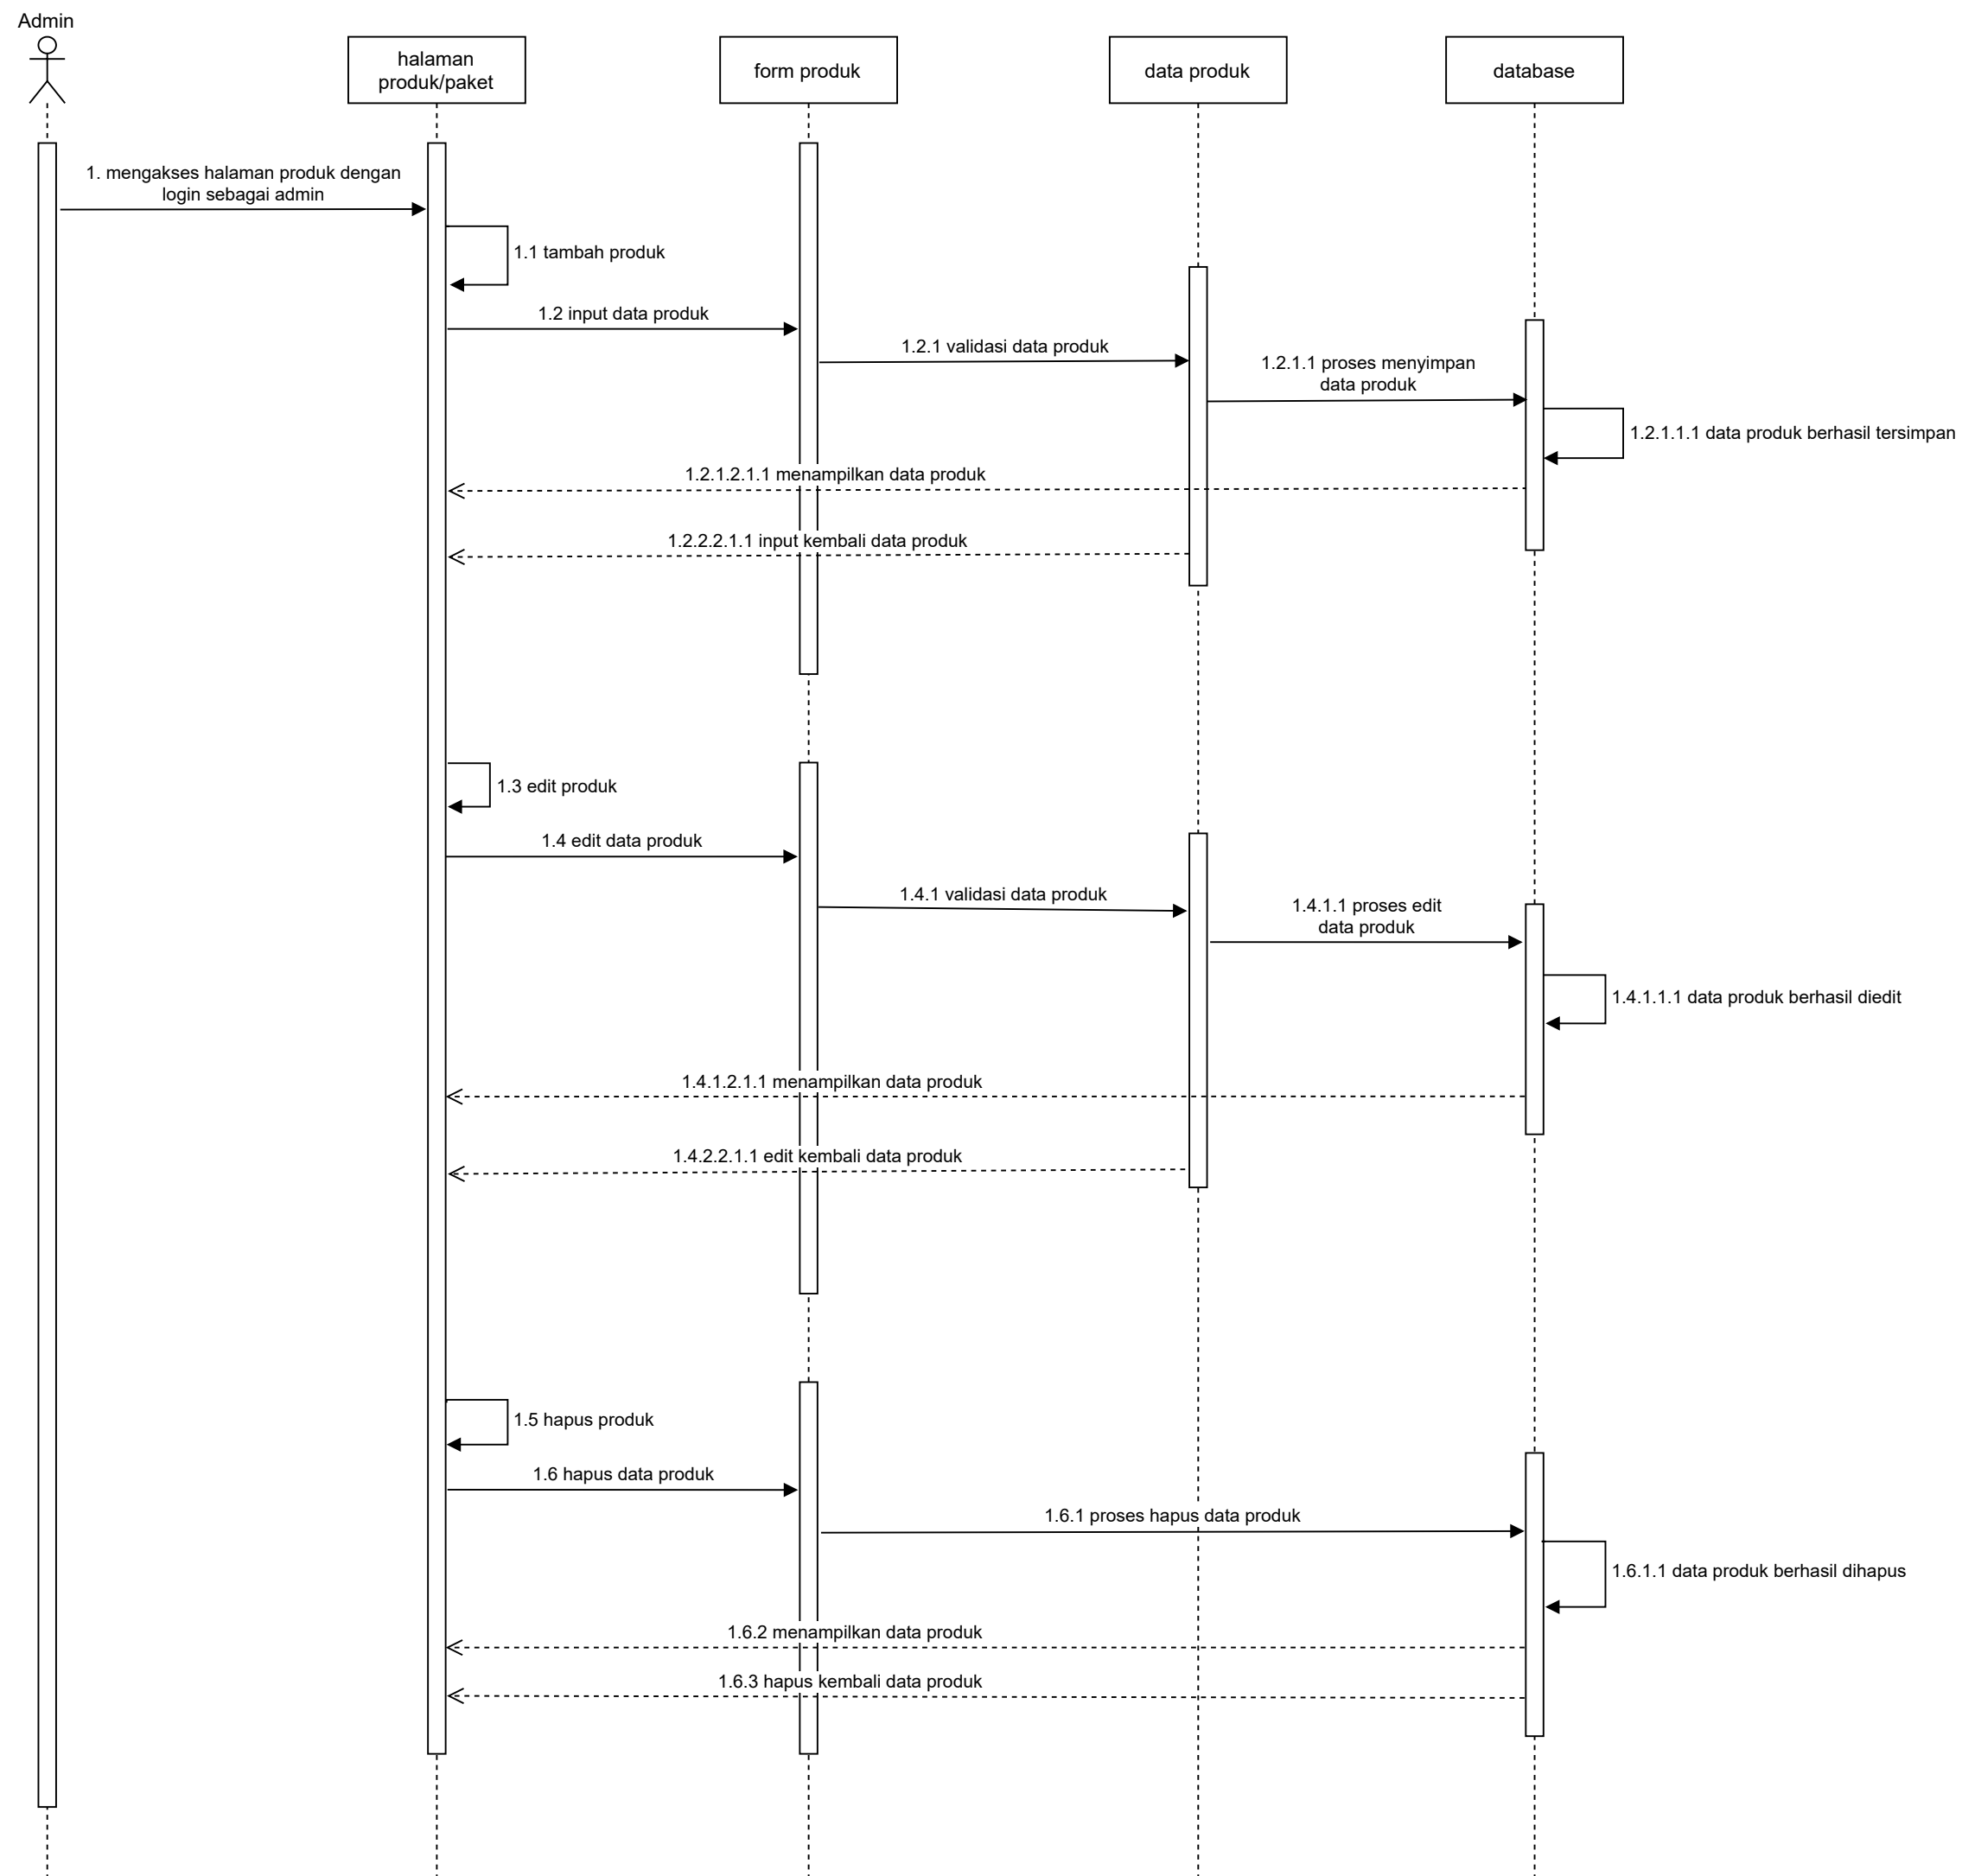 Admin
halaman
produk/paket
form produk
data produk
database
1. mengakses halaman produk dengan
login sebagai admin
1.1 tambah produk
1.2 input data produk
1.2.1 validasi data produk
1.2.1.1 proses menyimpan
data produk
1.2.1.1.1 data produk berhasil tersimpan
1.2.1.2.1.1 menampilkan data produk
1.2.2.2.1.1 input kembali data produk
1.3 edit produk
1.4 edit data produk
1.4.1 validasi data produk
1.4.1.1 proses edit
data produk
1.4.1.1.1 data produk berhasil diedit
1.4.1.2.1.1 menampilkan data produk
1.4.2.2.1.1 edit kembali data produk
1.5 hapus produk
1.6 hapus data produk
1.6.1 proses hapus data produk
1.6.1.1 data produk berhasil dihapus
1.6.2 menampilkan data produk
1.6.3 hapus kembali data produk